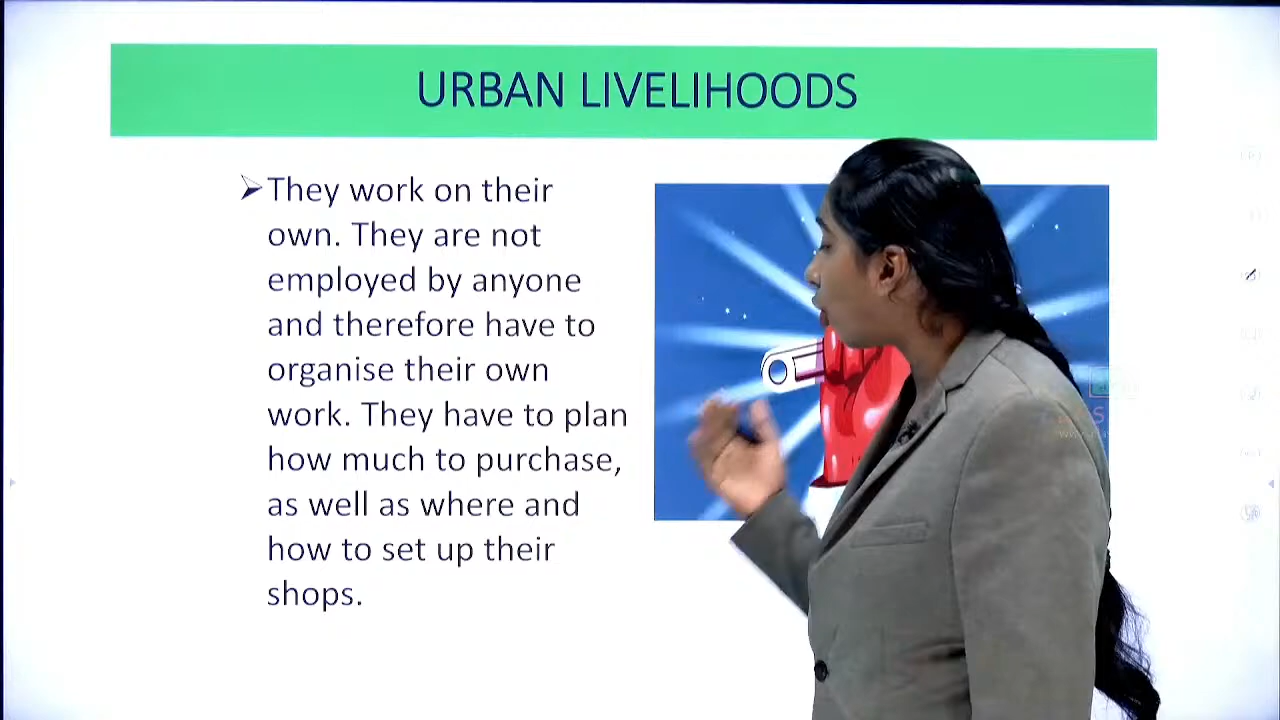 URBAN LIVELIHOODS
They work on their
own. They are not
employed by anyone
and therefore have to
organise their own
work. They have to plan
how much to purchase,
as well as where and
how to set up their
shops.